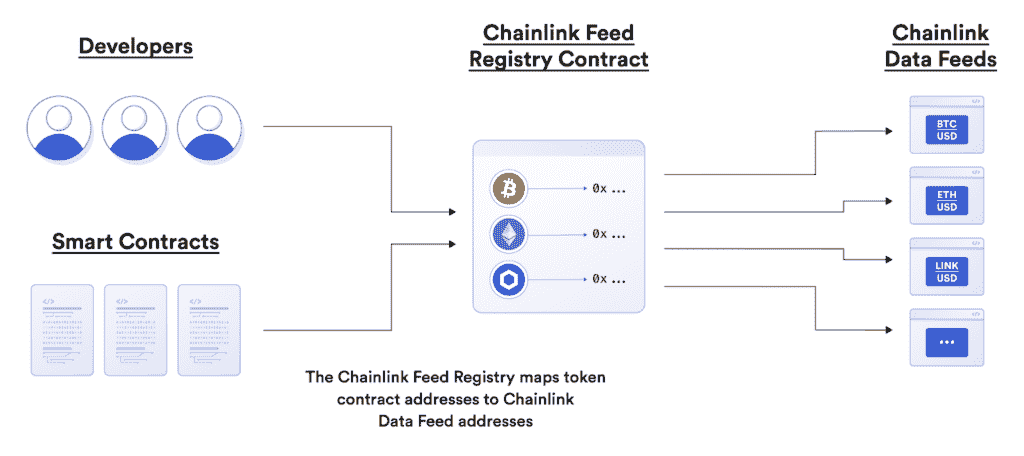 Developers
Chainlink Feed
Registry Contract
Chainlink
Data Feeds
</>
BTC
USD
0x ...
</>
ETH
USD
Smart Contracts
0x ...
</>
LINK
USD
0x ...
</>
</>
</>
</>
...
The Chainlink Feed Registry maps token
contract addresses to Chainlink
Data Feed addresses